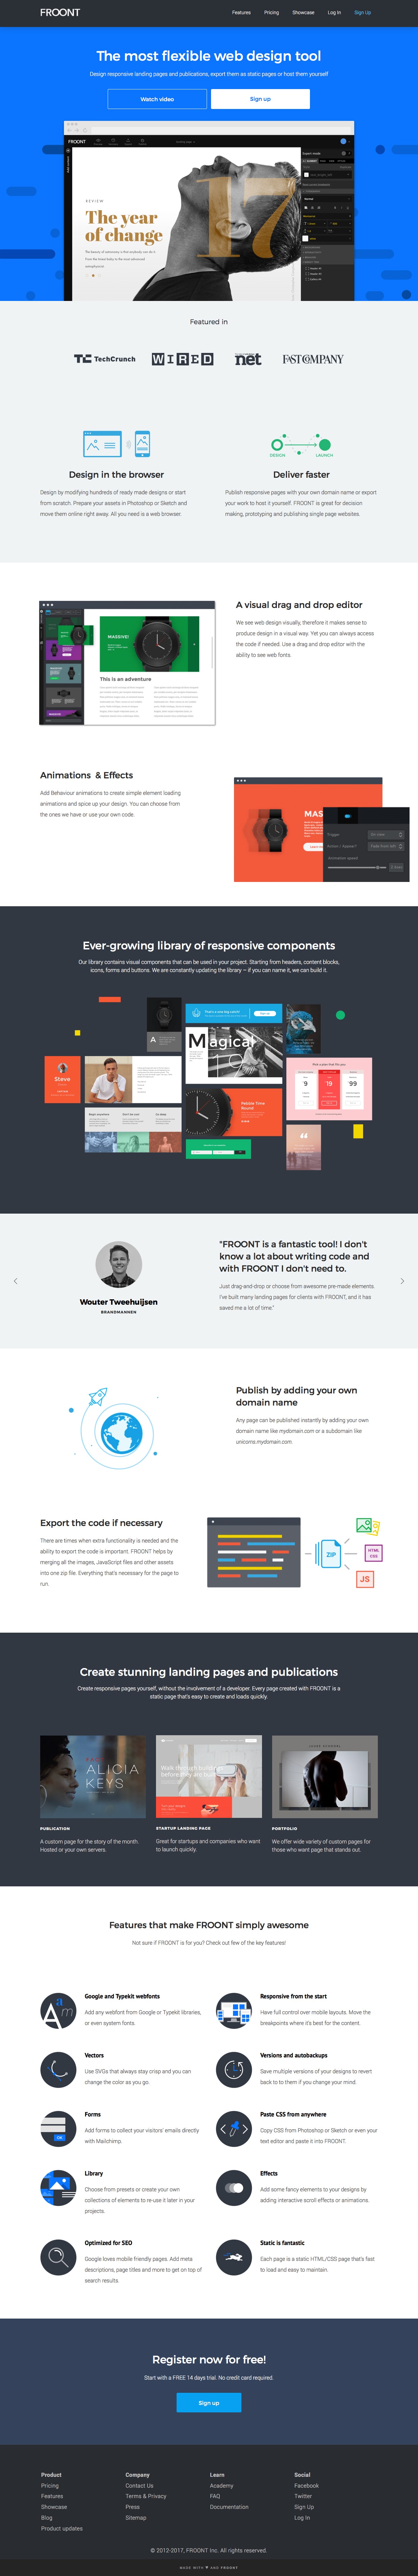 FROONT
Features Pricing Showcase Log In Sign Up
The most flexible web design tool
Design responsive landing pages and publications, export them as static pages or host them yourself
Watch video Sign up
FROONT
REVIEW
The year
of change
17
Featured in
TechCrunch WIRED net FAST COMPANY
DESIGN LAUNCH
Design in the browser
Design by modifying hundreds of ready made designs or start
from scratch. Prepare your assets in Photoshop or Sketch and
move them online right away. All you need is a web browser.
Deliver faster
Publish responsive pages with your own domain name or export
your work to host it yourself. FROONT is great for decision
making, prototyping and publishing single page websites.
MASSIVE!
This is an adventure
A visual drag and drop editor
We see web design visually, therefore it makes sense to
produce design in a visual way. Yet you can always access
the code if needed. Use a drag and drop editor with the
ability to see web fonts.
Animations & Effects
Add Behaviour animations to create simple element loading
animations and spice up your design. You can choose from
the ones we have or use your own code.
MAS
Trigger
Animation speed
Ever-growing library of responsive components
Our library contains visual components that can be used in your project. Starting from headers, content blocks,
icons, forms and buttons. We are constantly updating the library — if you can name it, we can build it.
Magical
Steve
Pebble Time
Round
9 19 99
Wouter Tweehuijsen
BRANDMANNEN
"FROONT is a fantastic tool! I don't
know a lot about writing code and
with FROONT I don't need to.
Just drag-and-drop or choose from awesome pre-made elements.
I've built many landing pages for clients with FROONT, and it has
saved me a lot of time."
Publish by adding your own
domain name
Any page can be published instantly by adding your own
domain name like mydomain.com or a subdomain like
unicorns.mydomain.com.
Export the code if necessary
There are times when extra functionality is needed and the
ability to export the code is important. FROONT helps by
merging all the images, JavaScript files and other assets
into one zip file. Everything that's necessary for the page to
run.
ZIP
HTML
CSS
JS
Create stunning landing pages and publications
Create responsive pages yourself, without the involvement of a developer. Every page created with FROONT is a
static page that's easy to create and loads quickly.
ALICIA
KEYS
PUBLICATION
A custom page for the story of the month.
Hosted or your own servers.
Walk through buildings
before they are built
STARTUP LANDING PAGE
Great for startups and companies who want
to launch quickly.
PORTFOLIO
We offer wide variety of custom pages for
those who want page that stands out.
Features that make FROONT simply awesome
Not sure if FROONT is for you? Check out few of the key features!
Google and Typekit webfonts
Add any webfont from Google or Typekit libraries,
or even system fonts.
Responsive from the start
Have full control over mobile layouts. Move the
breakpoints where it's best for the content.
Vectors
Use SVGs that always stay crisp and you can
change the color as you go.
Versions and autobackups
Save multiple versions of your designs to revert
back to to them if you change your mind.
OK
Forms
Add forms to collect your visitors' emails directly
with Mailchimp.
Paste CSS from anywhere
Copy CSS from Photoshop or Sketch or even your
text editor and paste it into FROONT.
Library
Choose from presets or create your own
collections of elements to re-use it later in your
projects.
Effects
Add some fancy elements to your designe by
adding interactive scroll effects or animations.
Optimized for SEO
Google loves mobile friendly pages. Add meta
descriptions, page titles and more to get on top of
search results.
Static is fantastic
Each page is a static HTML/CSS page that's fast
to load and easy to maintain.
Register now for free!
Start with a FREE 14 days trial. No credit card required.
Sign up
Product
Pricing
Features
Showcase
Blog
Product updates
Company
Contact Us
Terms & Privacy
Press
Sitemap
Learn
Academy
FAQ
Documentation
Social
Facebook
Twitter
Sign Up
Log In
© 2012-2017, FROONT Inc. All rights reserved.
MADE WITH ♥ AND FROONT